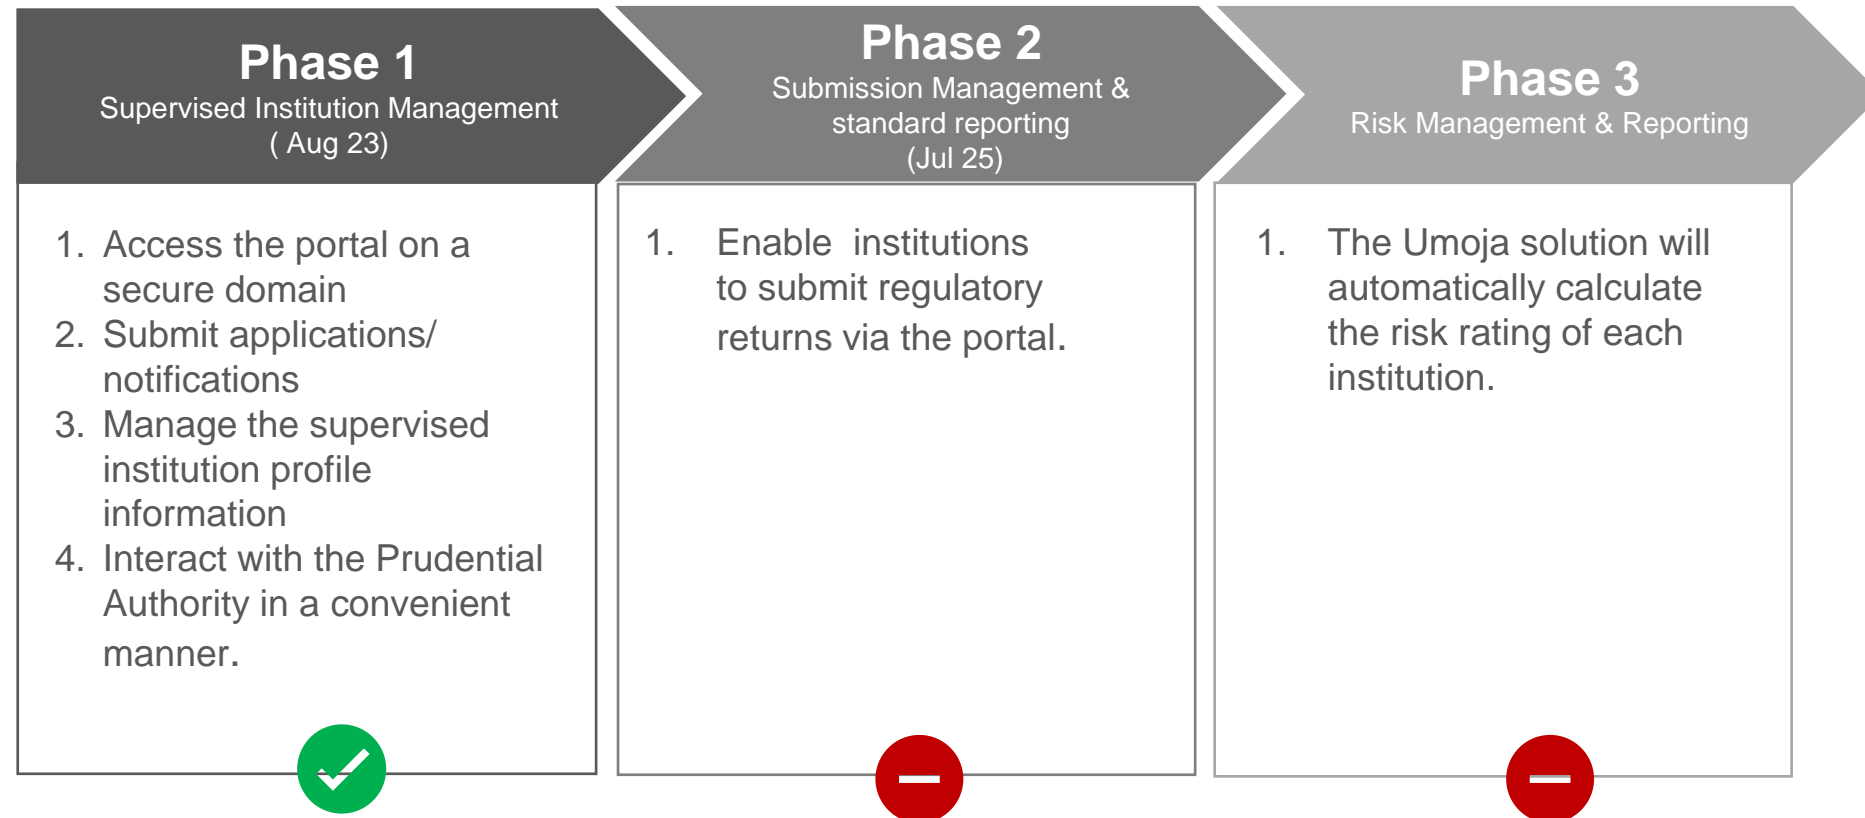 Phase 1
Supervised Institution Management
( Aug 23)
1. Access the portal on a
secure domain
2. Submit applications/
notifications
3. Manage the supervised
institution profile
information
4. Interact with the Prudential
Authority in a convenient
manner.
Phase 2
Submission Management &
standard reporting
(Jul 25)
1. Enable  institutions
to submit regulatory
returns via the portal.
Phase 3
Risk Management & Reporting
1. The Umoja solution will
automatically calculate
the risk rating of each
institution.